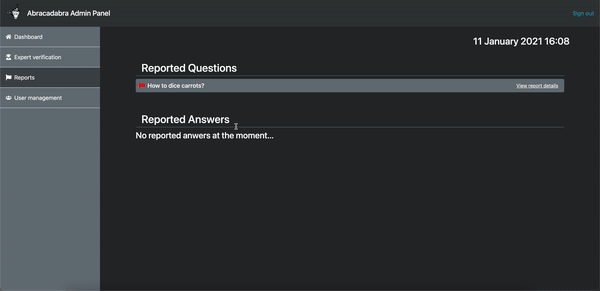 Abracadabra Admin Panel
Sign out
Dashboard
Expert verification
Reports
User management
11 January 2021 16:08
Reported Questions
How to dice carrots?
View report details
Reported Answers
No reported anwers at the moment...